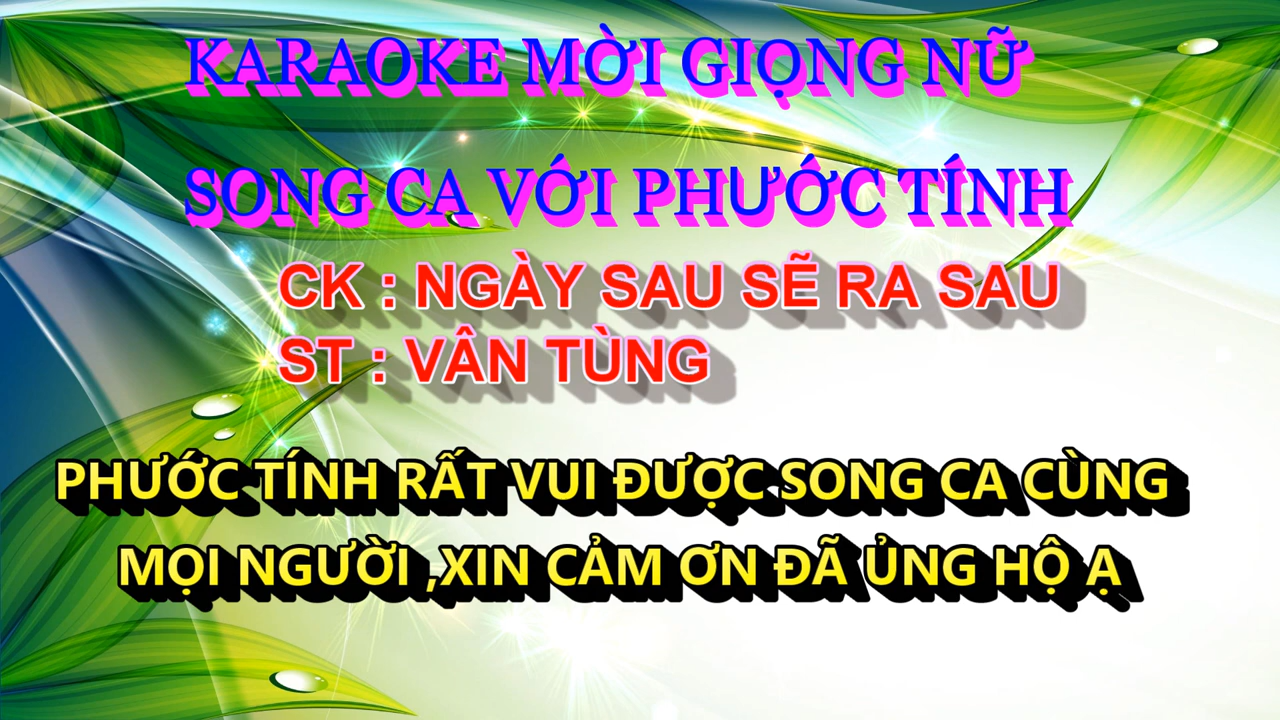 KARAOKE MỜI GIỌNG NỮ
SONG CA VỚI PHƯỚC TÍNH
CK : NGÀY SAU SẼ RA SAU
ST : VÂN TÙNG
PHƯỚC TÍNH RẤT VUI ĐƯỢC SONG CA CÙNG
MỌI NGƯỜI ,XIN CẢM ƠN ĐÃ ỦNG HỘ Ạ